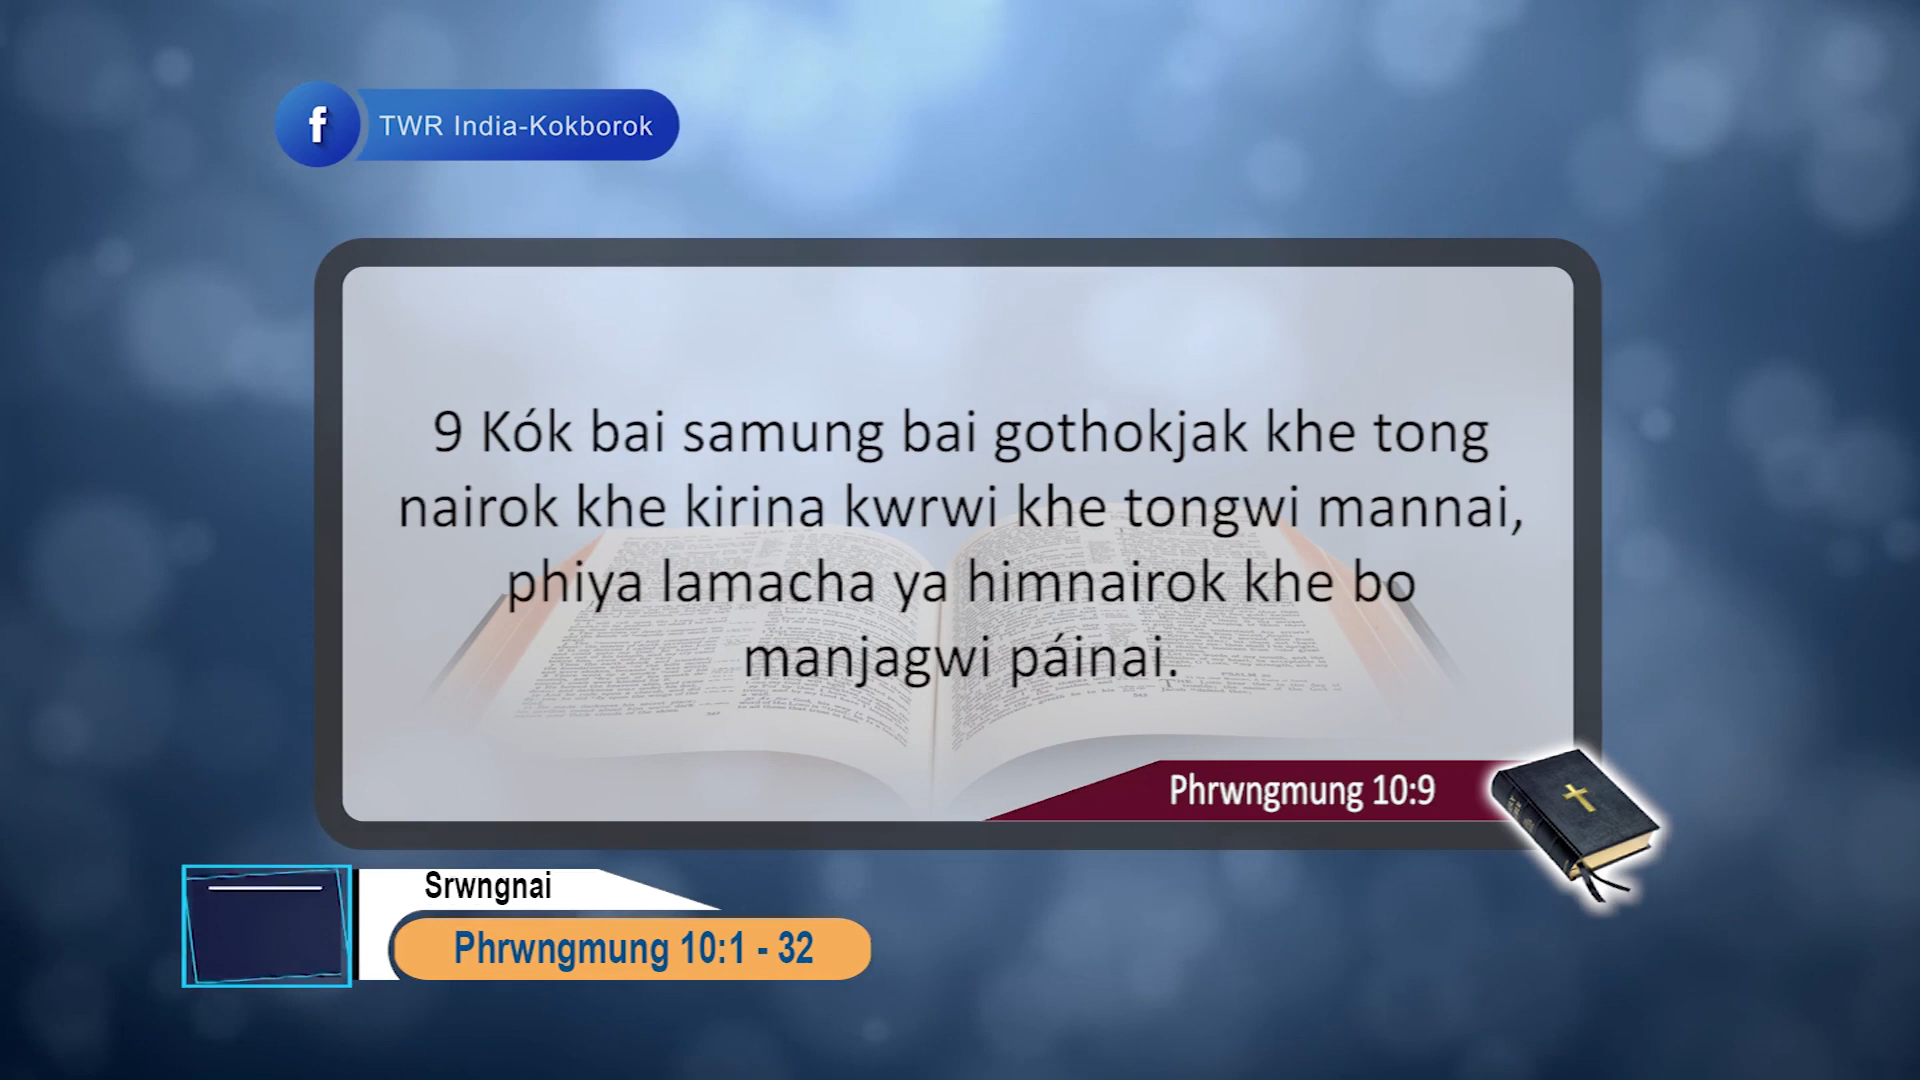 f TWR India-Kokborok
9 Kók bai samung bai gothokjak khe tong
nairok khe kirina kwrwi khe tongwi mannai,
phiya lamacha ya himnairok khe bo
manjagwi páinai.
Phrwngmung 10:9
Srwngnai
Phrwngmung 10:1 - 32